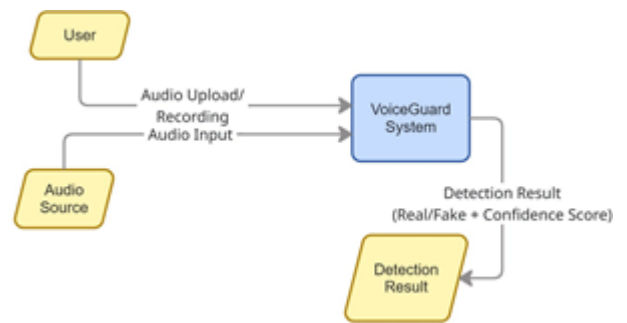 User
Audio Upload/
Recording
Audio Input
VoiceGuard
System
Audio
Source
Detection Result
(Real/Fake + Confidence Score)
Detection
Result